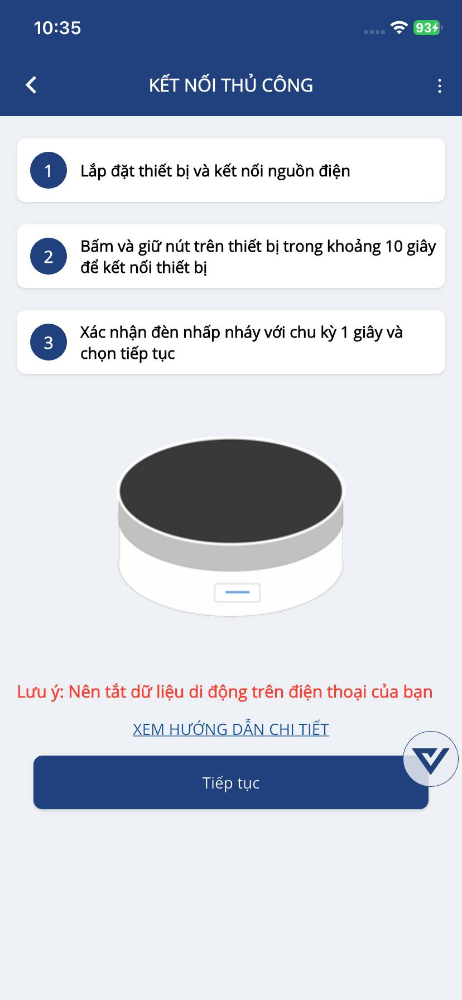 10:35
93
KẾT NỐI THỦ CÔNG
1
Lắp đặt thiết bị và kết nối nguồn điện
2
Bấm và giữ nút trên thiết bị trong khoảng 10 giây
để kết nối thiết bị
3
Xác nhận đèn nhấp nháy với chu kỳ 1 giây và
chọn tiếp tục
Lưu ý: Nên tắt dữ liệu di động trên điện thoại của bạn
XEM HƯỚNG DẪN CHI TIẾT
Tiếp tục